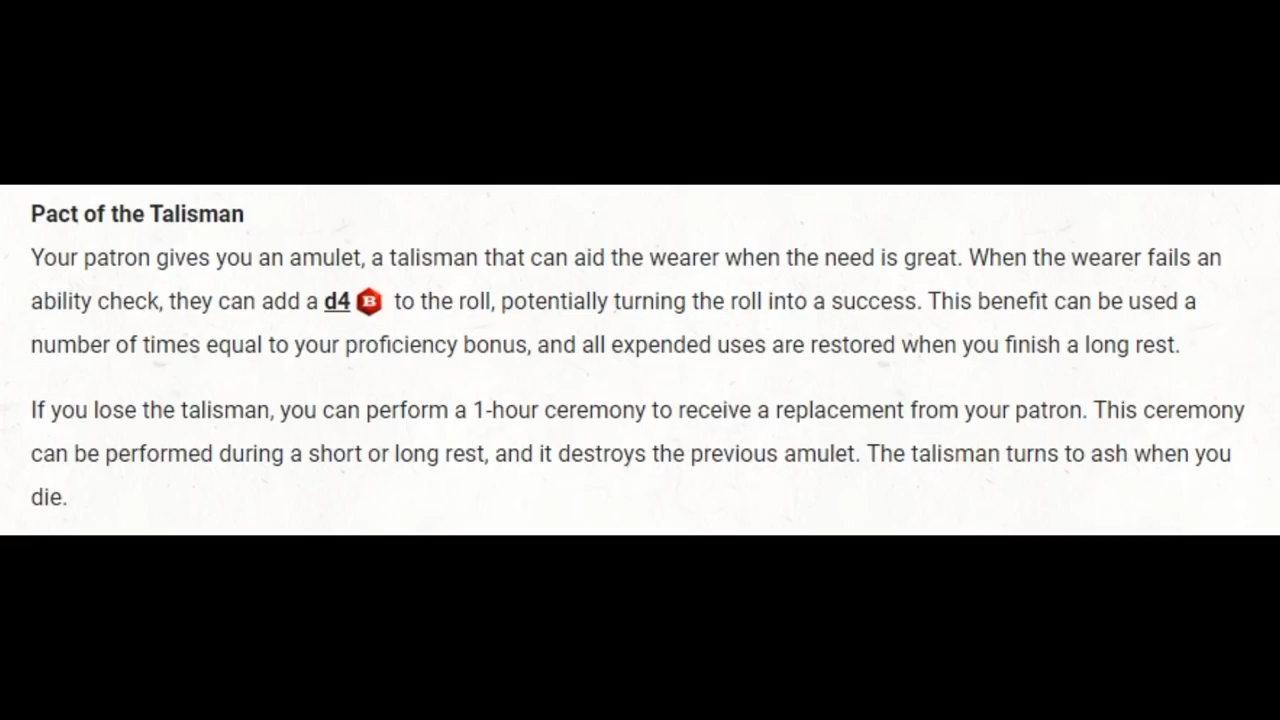 Pact of the Talisman
Your patron gives you an amulet, a talisman that can aid the wearer when the need is great. When the wearer fails an
ability check, they can add a d4 B to the roll, potentially turning the roll into a success. This benefit can be used a
number of times equal to your proficiency bonus, and all expended uses are restored when you finish a long rest.
If you lose the talisman, you can perform a 1-hour ceremony to receive a replacement from your patron. This ceremony
can be performed during a short or long rest, and it destroys the previous amulet. The talisman turns to ash when you
die.